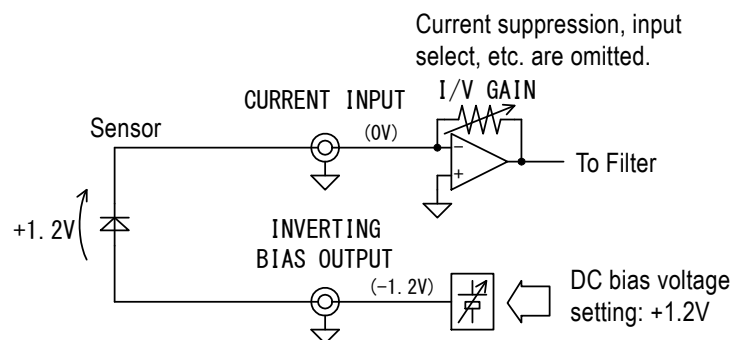 Current suppression, input
select, etc. are omitted.
I/V GAIN
CURRENT INPUT
Sensor
(0V)
−
+
To Filter
+1.2V
INVERTING
BIAS OUTPUT
(-1.2V)
DC bias voltage
setting: +1.2V